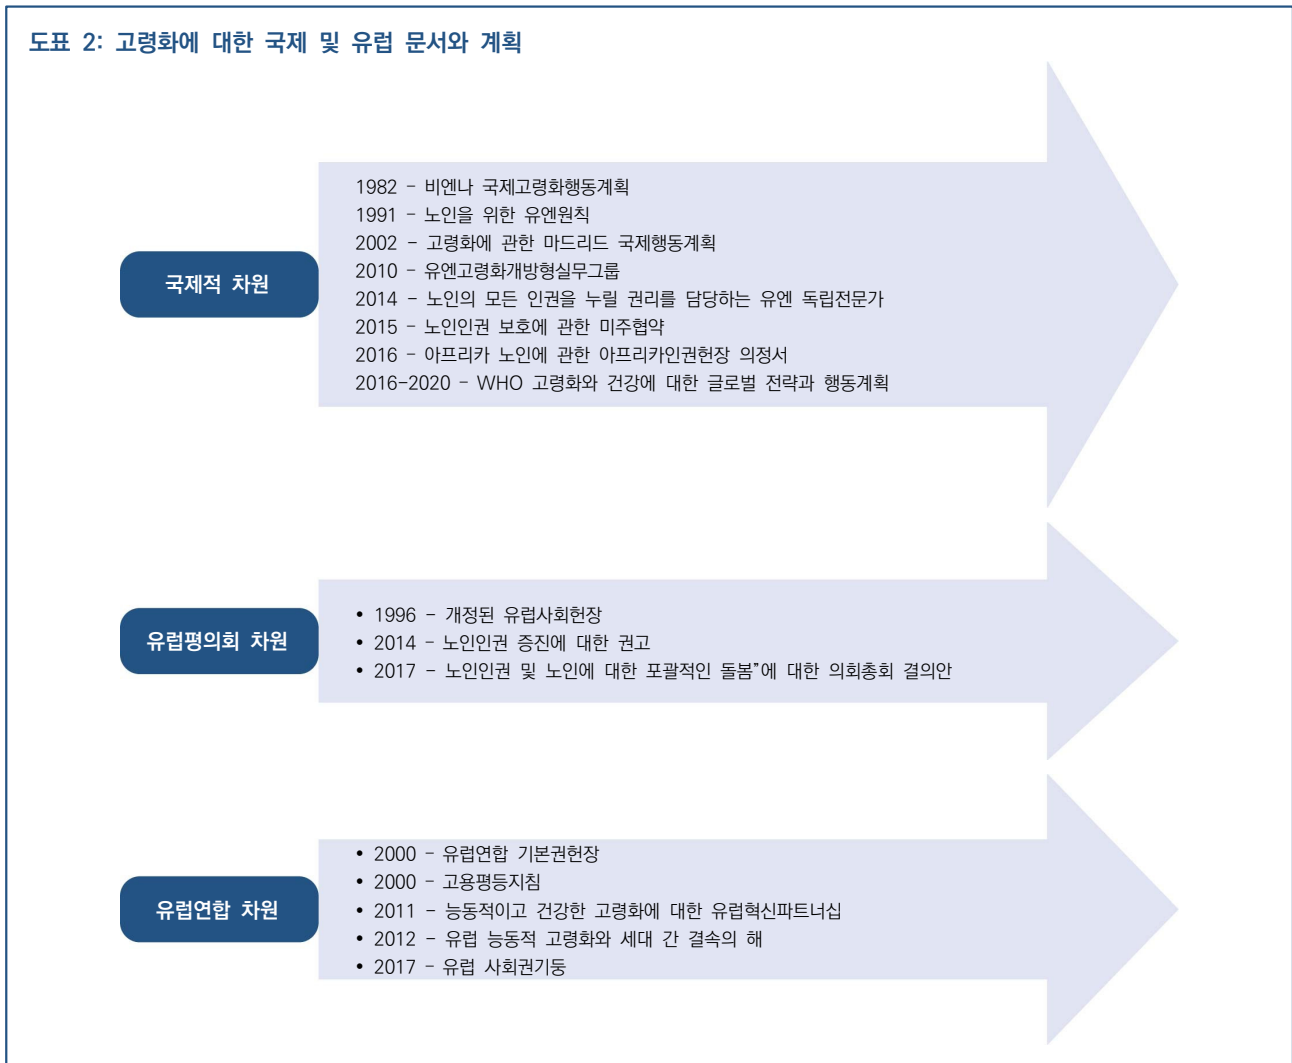 도표 2: 고령화에 대한 국제 및 유럽 문서와 계획
국제적 차원
1982 - 비엔나 국제고령화행동계획
1991 - 노인을 위한 유엔원칙
2002 - 고령화에 관한 마드리드 국제행동계획
2010 - 유엔고령화개방형실무그룹
2014 - 노인의 모든 인권을 누릴 권리를 담당하는 유엔 독립전문가
2015 - 노인인권 보호에 관한 미주협약
2016 - 아프리카 노인에 관한 아프리카인권헌장 의정서
2016-2020 - WHO 고령화와 건강에 대한 글로벌 전략과 행동계획
유럽평의회 차원
• 1996 - 개정된 유럽사회헌장
• 2014 - 노인인권 증진에 대한 권고
• 2017 - 노인인권 및 노인에 대한 포괄적인 돌봄”에 대한 의회총회 결의안
유럽연합 차원
• 2000 - 유럽연합 기본권헌장
• 2000 - 고용평등지침
• 2011 - 능동적이고 건강한 고령화에 대한 유럽혁신파트너십
• 2012 - 유럽 능동적 고령화와 세대 간 결속의 해
• 2017 - 유럽 사회권기둥